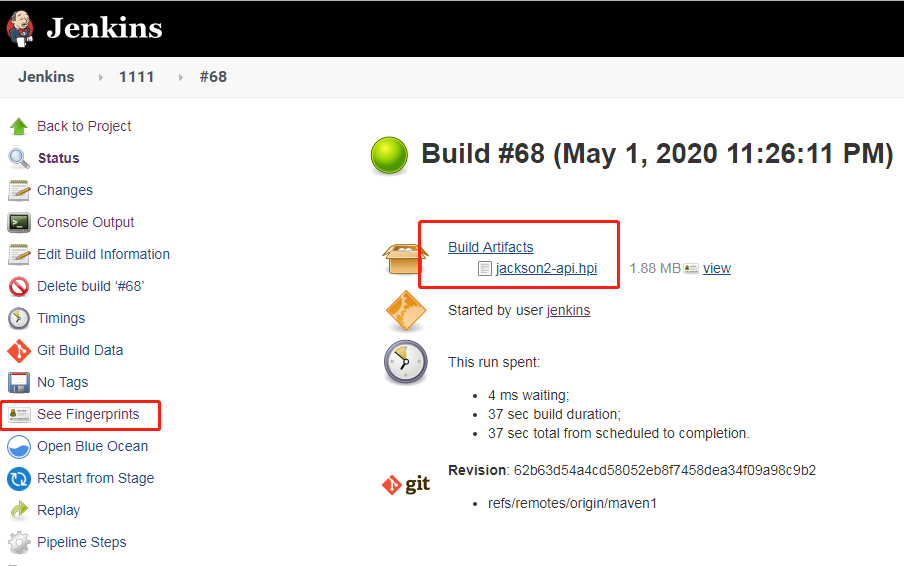 Jenkins
Jenkins 1111 #68
Back to Project
Status
Changes
Console Output
Edit Build Information
Delete build ‘#68’
Timings
Git Build Data
No Tags
See Fingerprints
Open Blue Ocean
Restart from Stage
Replay
Pipeline Steps
Build #68 (May 1, 2020 11:26:11 PM)
Build Artifacts
jackson2-api.hpi 1.88 MB view
Started by user jenkins
This run spent:
4 ms waiting;
37 sec build duration;
37 sec total from scheduled to completion.
git
Revision: 62b63d54a4cd58052eb8f7458dea34f09a98c9b2
refs/remotes/origin/maven1